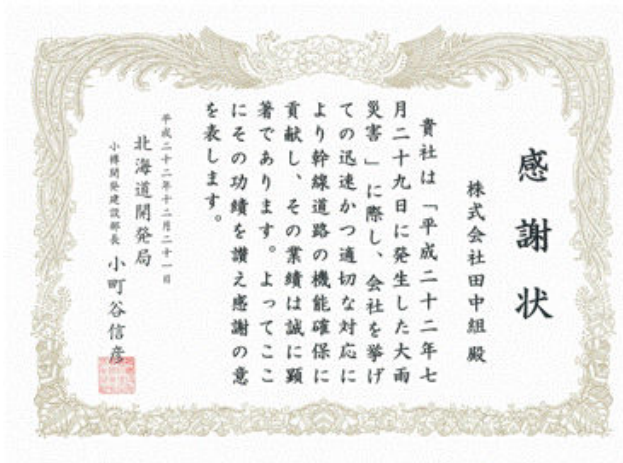 感謝状
株式会社田中組 殿
貴社は「平成二十二年七
月二十九日に発生した大雨
災害」に際し、会社を挙げ
ての迅速かつ適切な対応に
より幹線道路の機能確保に
貢献し、その業績は誠に顕
著であります。よってここ
にその功績を讃え感謝の意
を表します。
平成二十二年十二月二十一日
北海道開発局
小樽開発建設部長 小町谷信彦